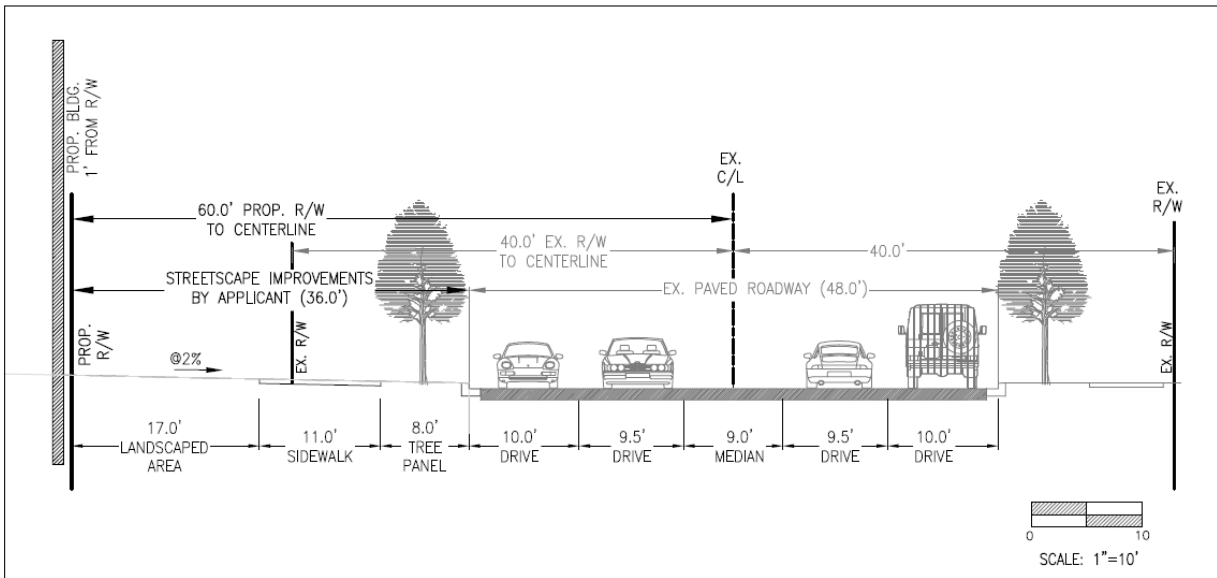 PROP. BLDG.
1' FROM R/W
EX.
C/L
EX.
R/W
60.0' PROP. R/W
TO CENTERLINE
40.0' EX. R/W
TO CENTERLINE
40.0'
STREETSCAPE IMPROVEMENTS
BY APPLICANT (36.0')
EX. PAVED ROADWAY (48.0')
PROP.
R/W
@2%
EX. R/W
EX. R/W
17.0'
LANDSCAPED
AREA
11.0'
SIDEWALK
8.0'
TREE
PANEL
10.0'
DRIVE
9.5'
DRIVE
9.0'
MEDIAN
9.5'
DRIVE
10.0'
DRIVE
0 10
SCALE: 1"=10'